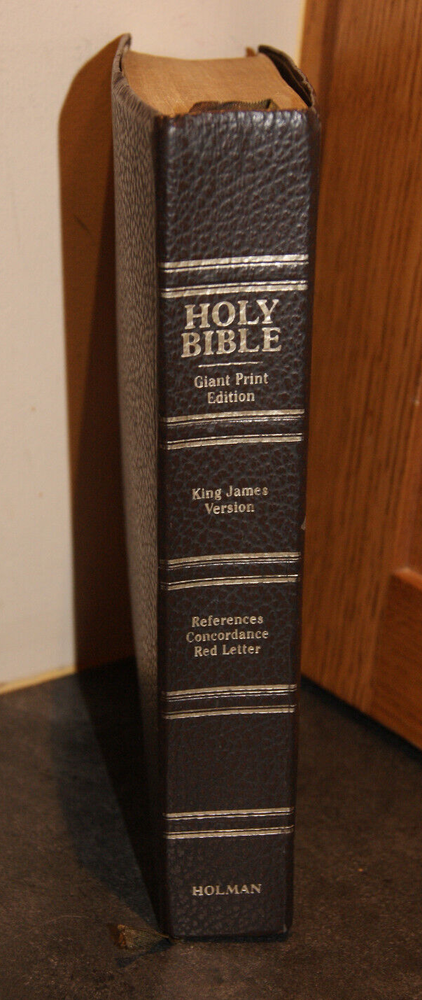 HOLY
BIBLE
Giant Print
Edition
King James
Version
References
Concordance
Red Letter
HOLMAN